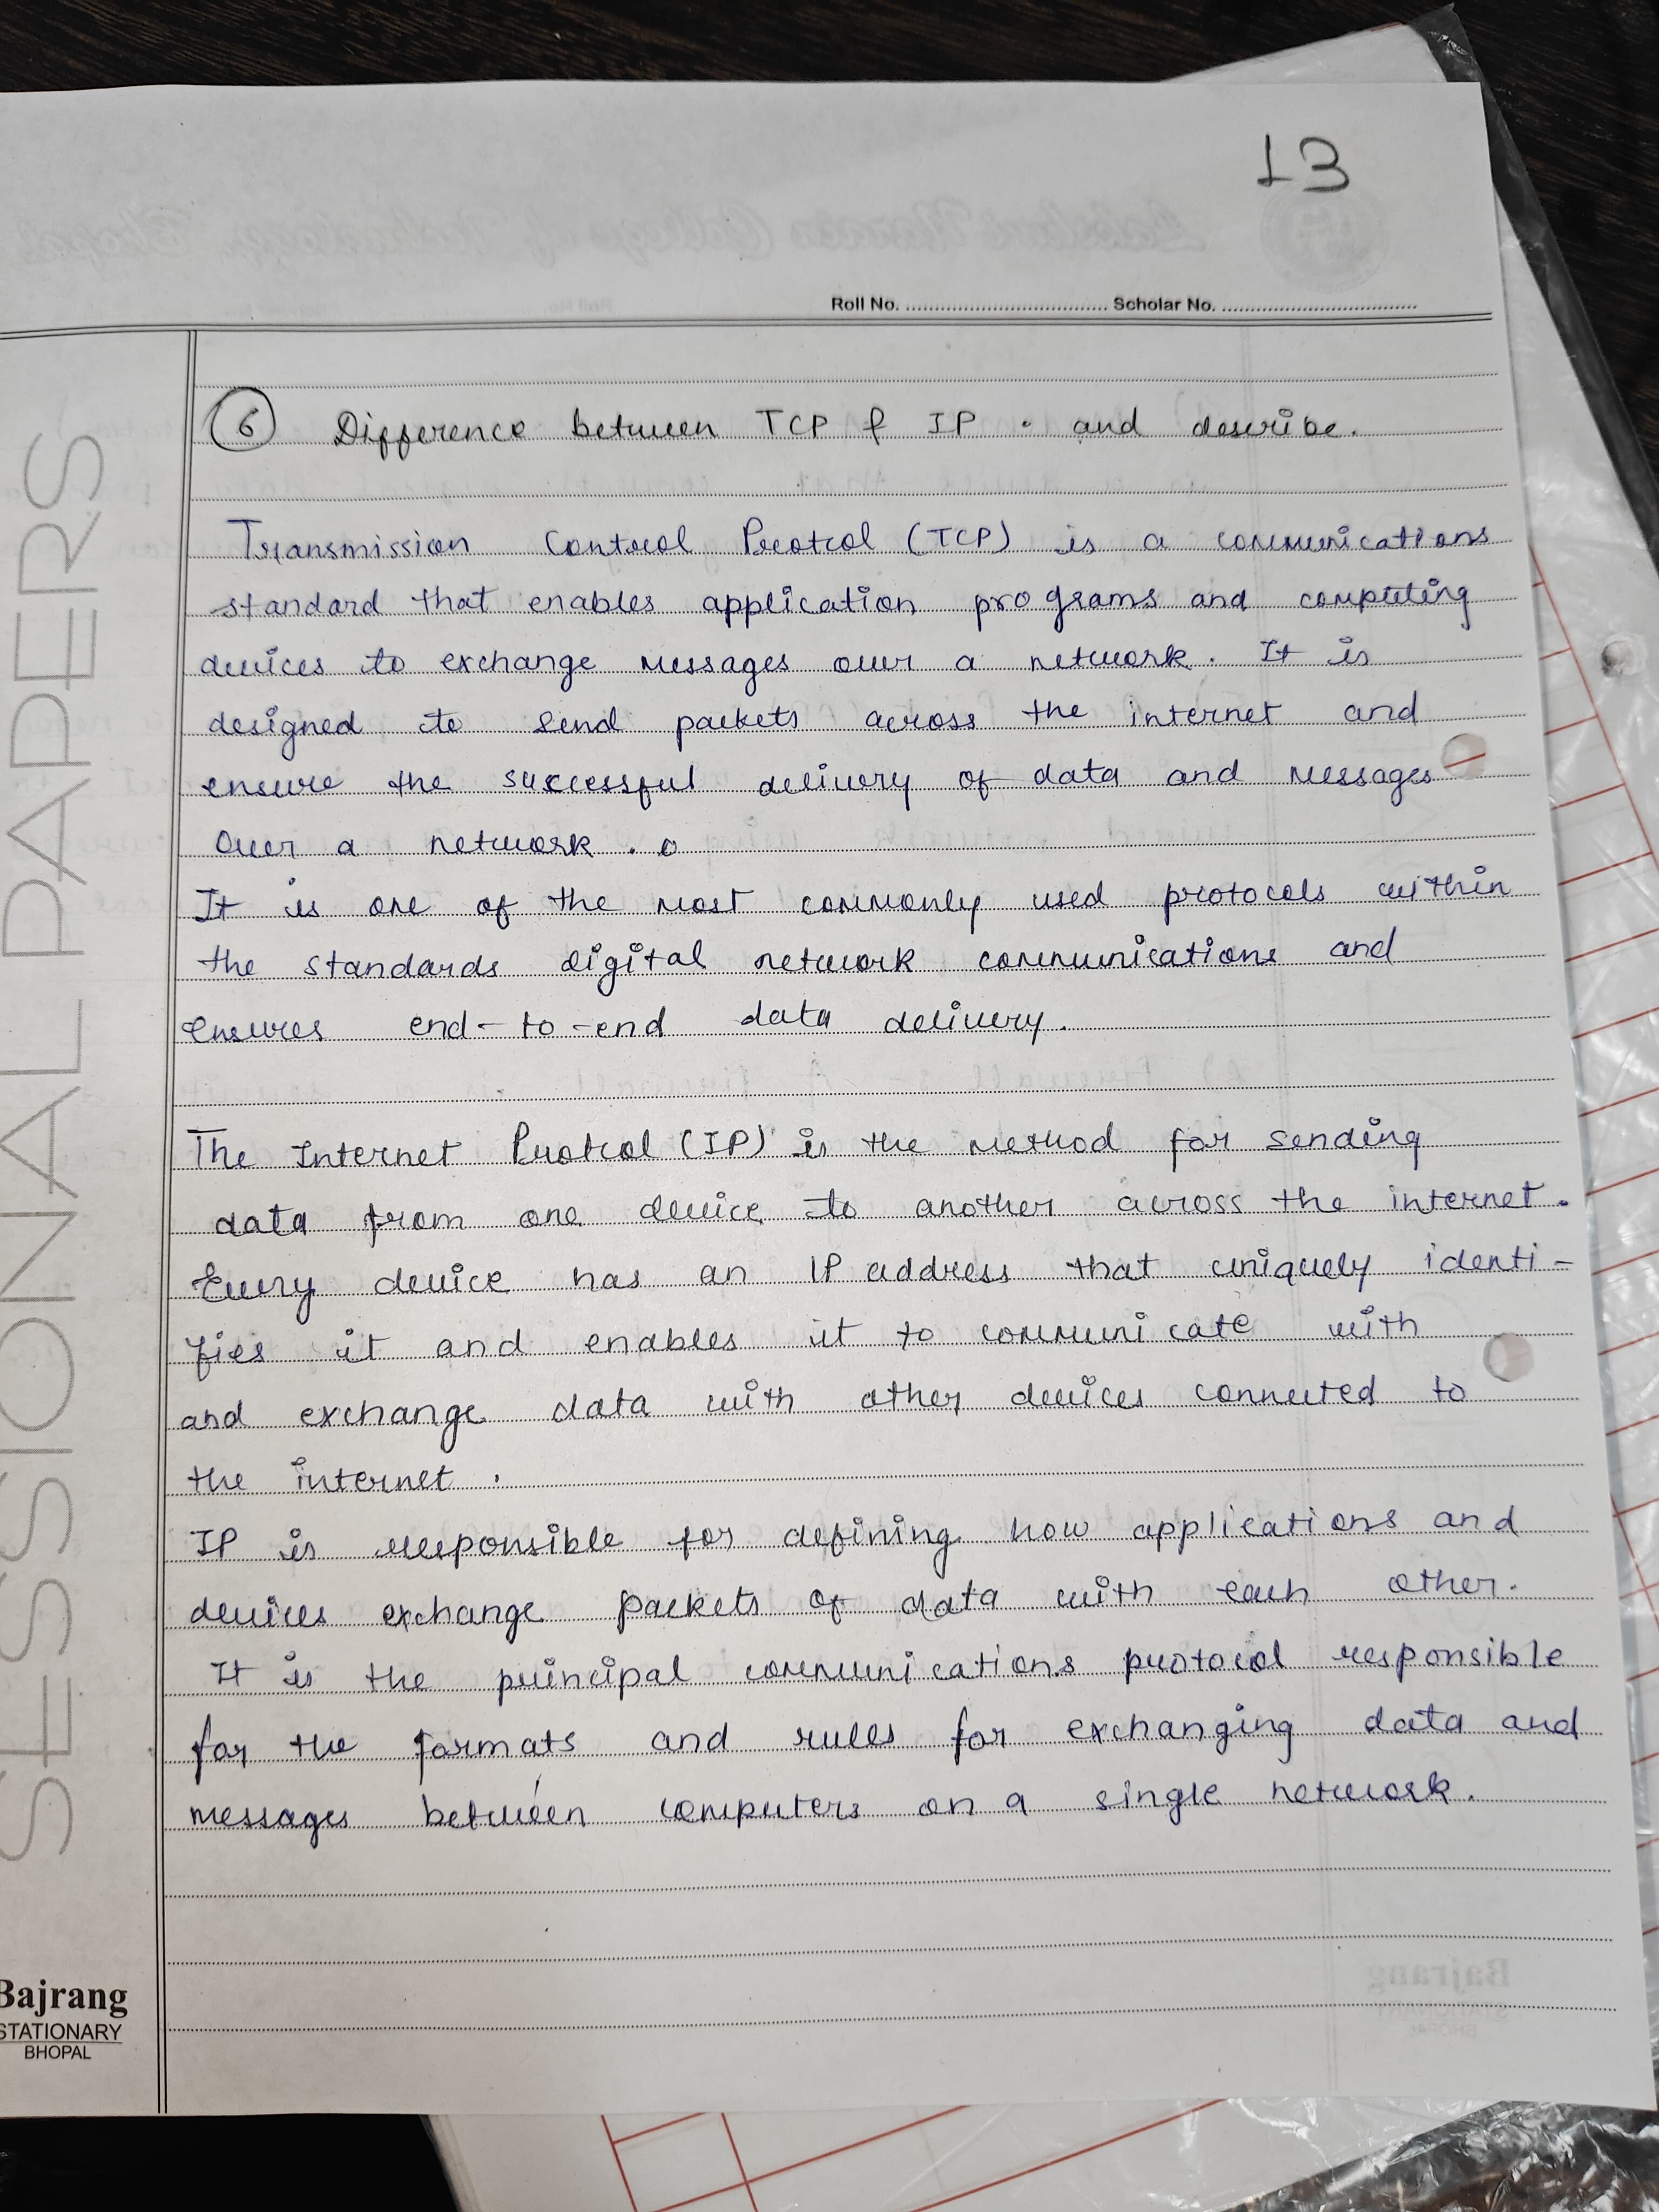 13
Roll No. .................................. Scholar No. ..................................
SESSIONAL PAPERS
6 Difference between TCP & IP . and describe.
Transmission Control Protcol (TCP) is a communications
standard that enables application programs and computing
devices to exchange messages over a network. It is
designed to send packets across the internet and
ensure the successful delivery of data and messages
over a network .
It is one of the most commonly used protocols within
the standards digital network communications and
ensures end-to-end data delivery.
The Internet Protcol (IP) is the method for sending
data from one device to another across the internet.
Every device has an IP address that uniquely identi-
fies it and enables it to communicate with
and exchange data with other devices connected to
the internet .
IP is responsible for defining how applications and
devices exchange packets of data with each other.
It is the principal communications protocol responsible
for the formats and rules for exchanging data and
messages between computers on a single network.
Bajrang
STATIONARY
BHOPAL